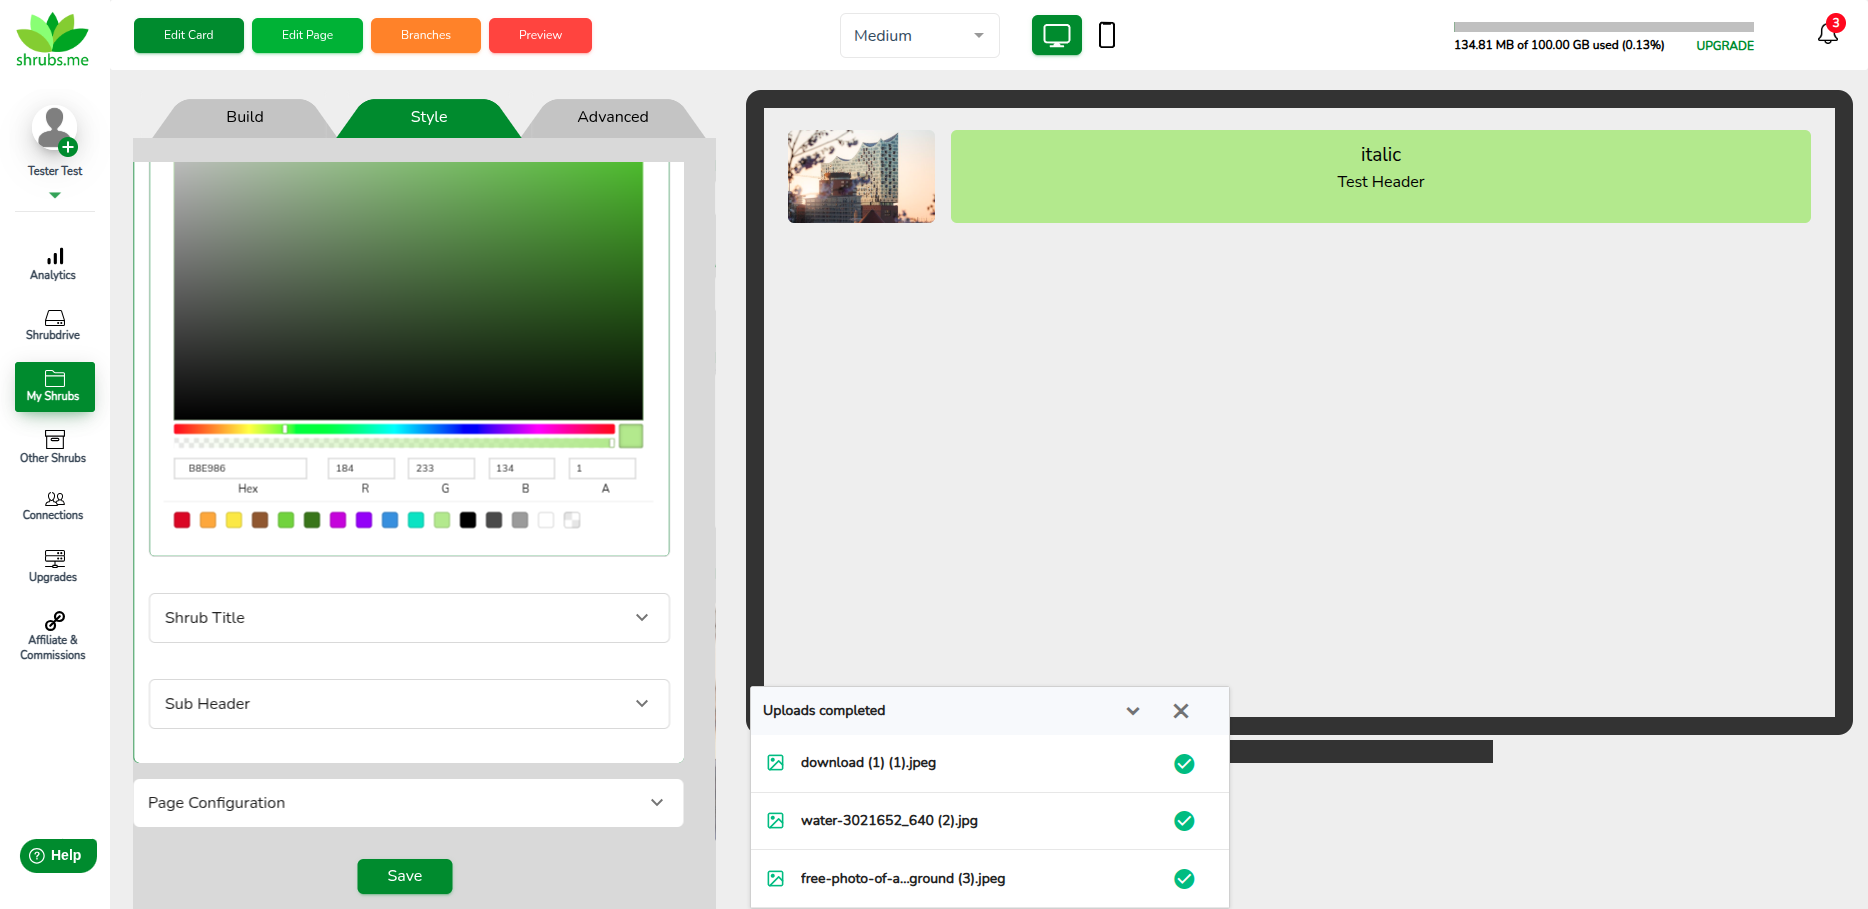 shrubs.me
Edit Card
Edit Page
Branches
Preview
Medium
134.81 MB of 100.00 GB used (0.13%)
UPGRADE
3
Tester Test
Analytics
Shrubdrive
My Shrubs
Other Shrubs
Connections
Upgrades
Affiliate &
Commissions
Help
Build
Style
Advanced
B8E986
184
233
134
1
Hex
R
G
B
A
Shrub Title
Sub Header
Page Configuration
Save
italic
Test Header
Uploads completed
download (1) (1).jpeg
water-3021652_640 (2).jpg
free-photo-of-a...ground (3).jpeg